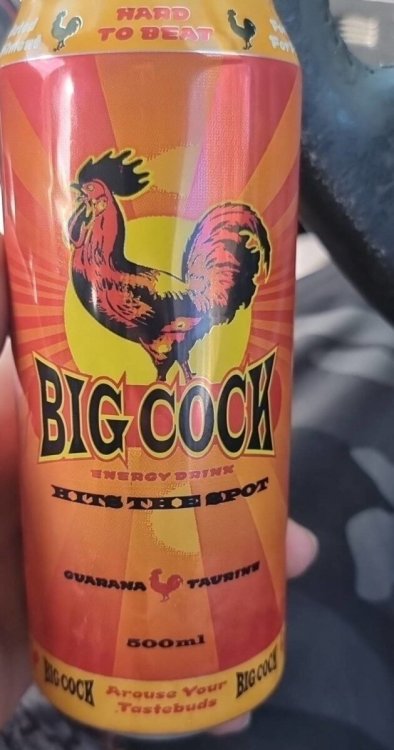 HARD
TO BEAT
BIG COCK
ENERGY DRINK
HITS THE SPOT
GUARANA TAURINE
500ml
BIG COCK
Arouse Your
Tastebuds
BIG COCK